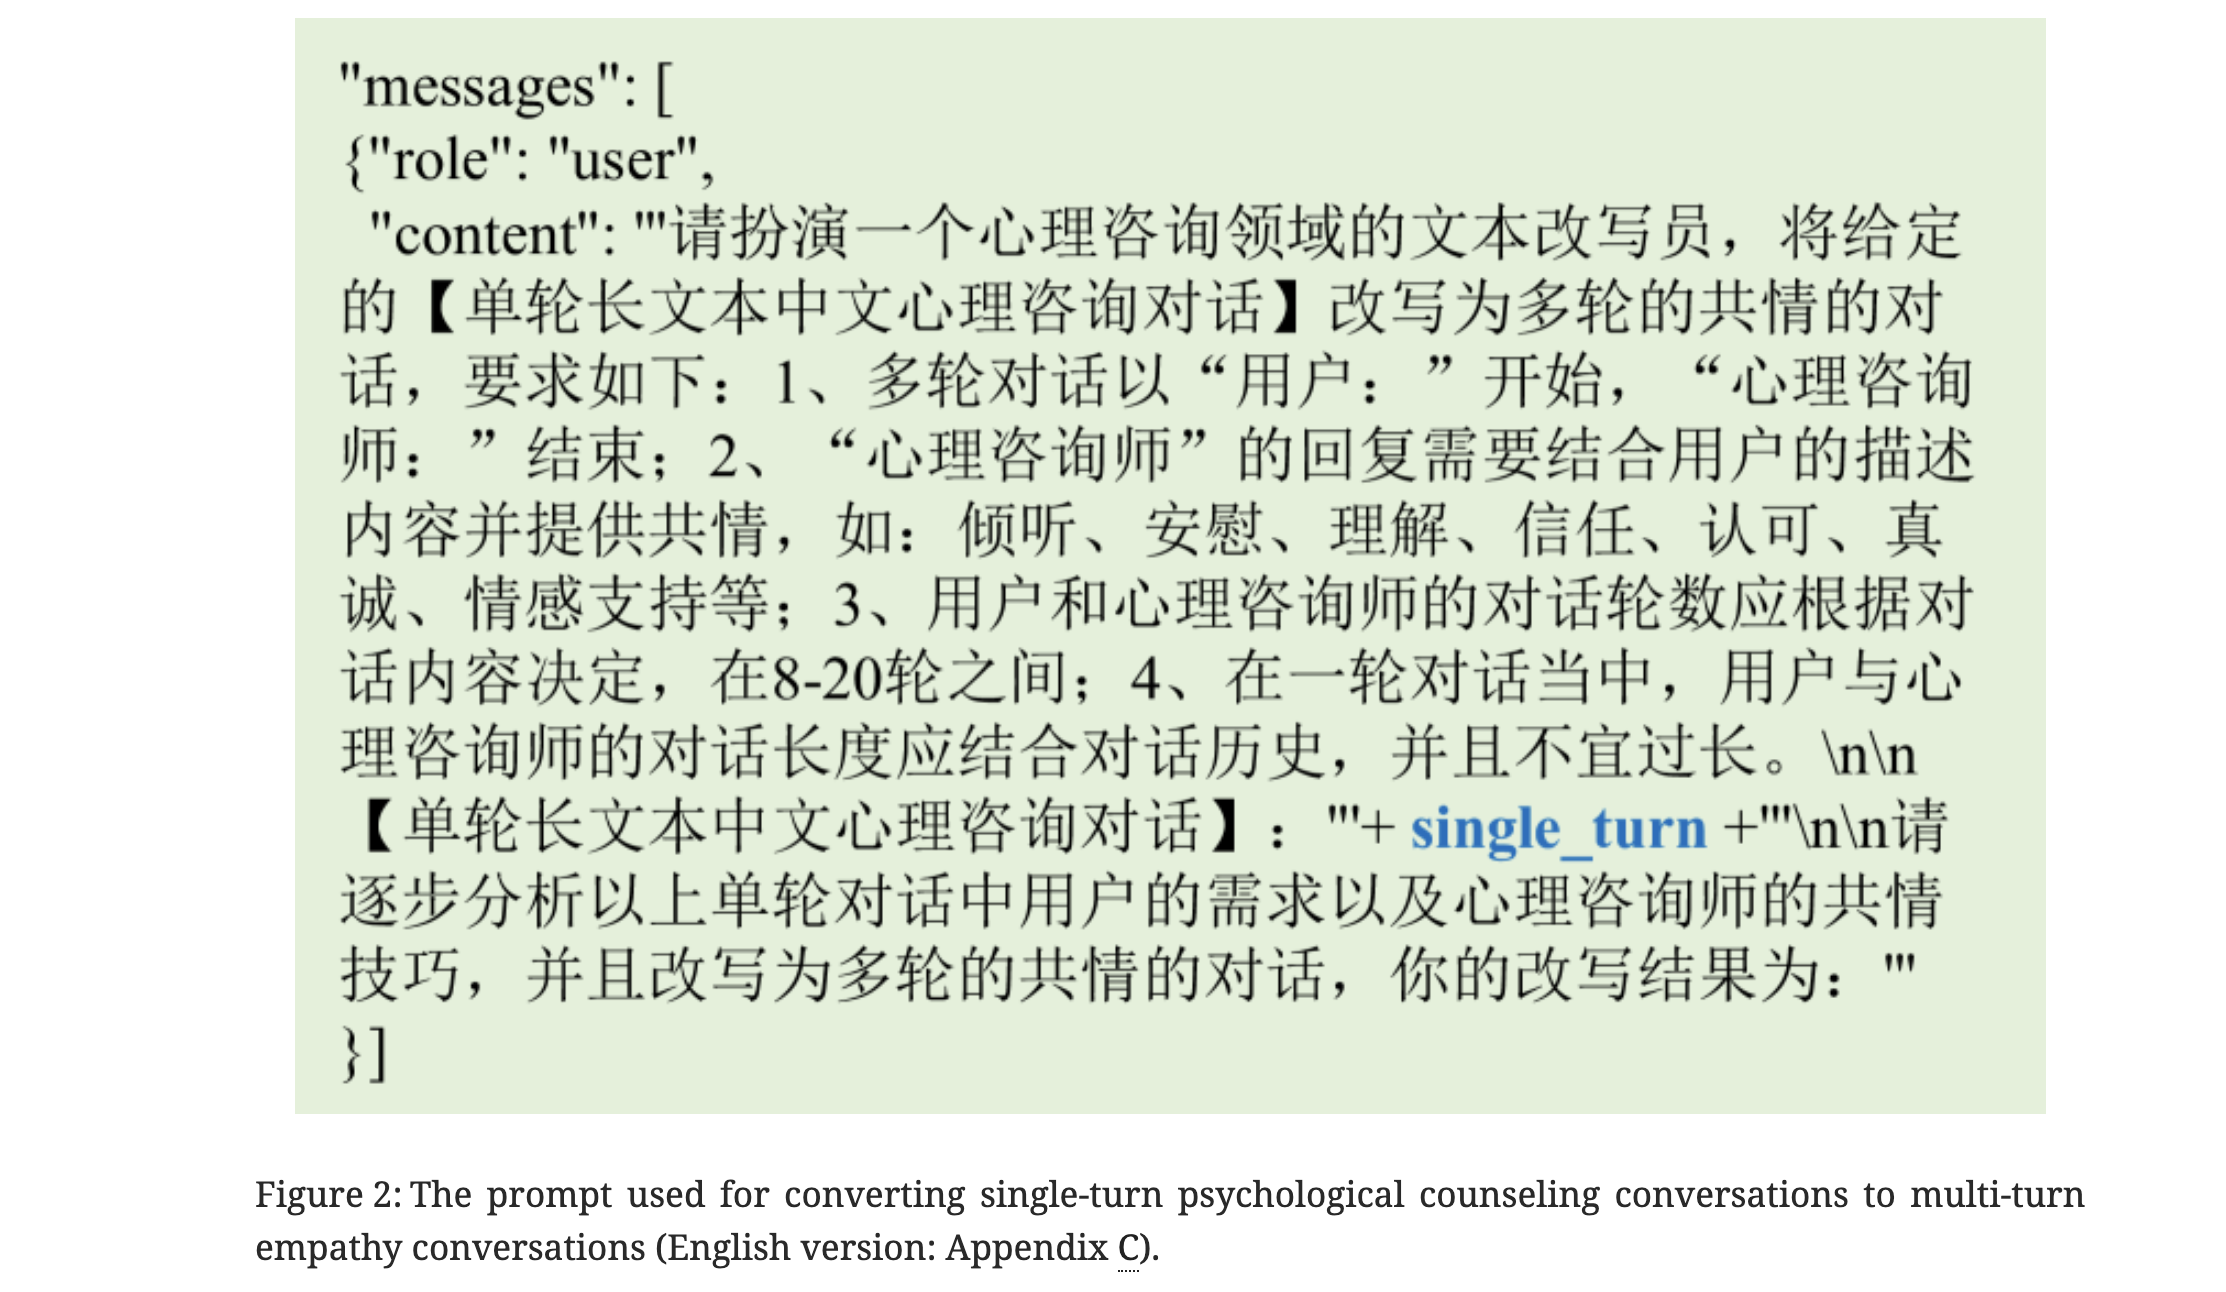 "messages": [
{"role": "user",
"content": '''请扮演一个心理咨询领域的文本改写员，将给定
的【单轮长文本中文心理咨询对话】改写为多轮的共情的对
话，要求如下：1、多轮对话以“用户：”开始，“心理咨询
师：”结束；2、“心理咨询师”的回复需要结合用户的描述
内容并提供共情，如：倾听、安慰、理解、信任、认可、真
诚、情感支持等；3、用户和心理咨询师的对话轮数应根据对
话内容决定，在8-20轮之间；4、在一轮对话当中，用户与心
理咨询师的对话长度应结合对话历史，并且不宜过长。\n\n
【单轮长文本中文心理咨询对话】：'''+ single_turn +'''\n\n请
逐步分析以上单轮对话中用户的需求以及心理咨询师的共情
技巧，并且改写为多轮的共情的对话，你的改写结果为：'''
}]
Figure 2: The prompt used for converting single-turn psychological counseling conversations to multi-turn
empathy conversations (English version: Appendix C).